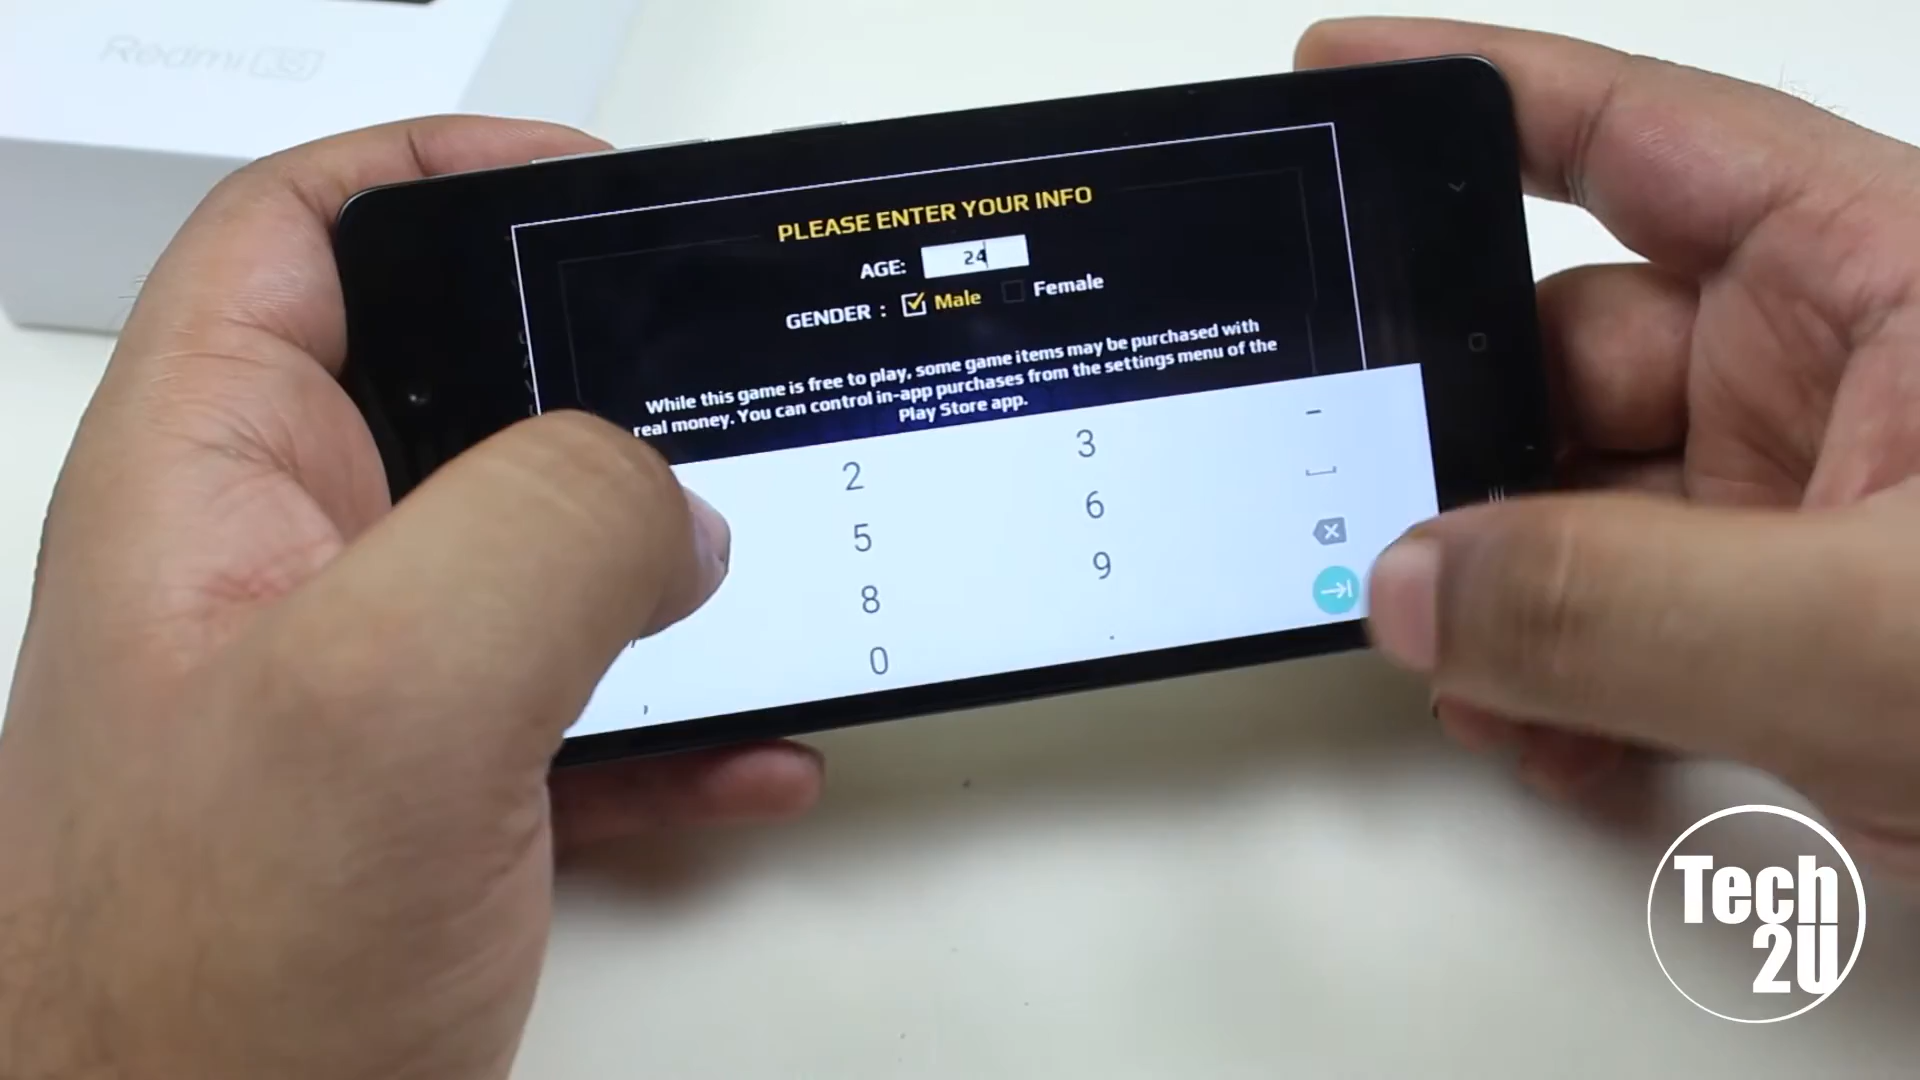 Redmi 3S
PLEASE ENTER YOUR INFO
AGE: 24
GENDER : Male Female
While this game is free to play, some game items may be purchased with
real money. You can control in-app purchases from the settings menu of the
Play Store app.
2 3 -
5 6
8 9
0 .
,
Tech
2U